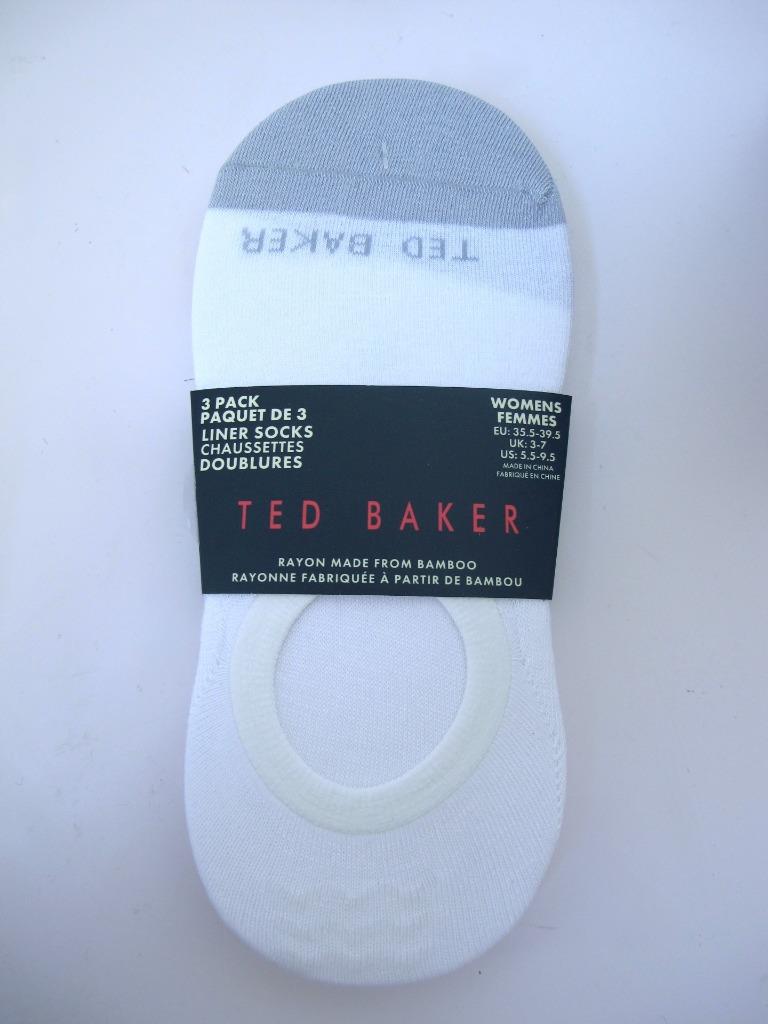 TED BAKER
3 PACK
PAQUET DE 3
LINER SOCKS
CHAUSSETTES
DOUBLURES
WOMENS
FEMMES
EU: 35.5-39.5
UK: 3-7
US: 5.5-9.5
MADE IN CHINA
FABRIQUÉ EN CHINE
TED BAKER
RAYON MADE FROM BAMBOO
RAYONNE FABRIQUÉE À PARTIR DE BAMBOU